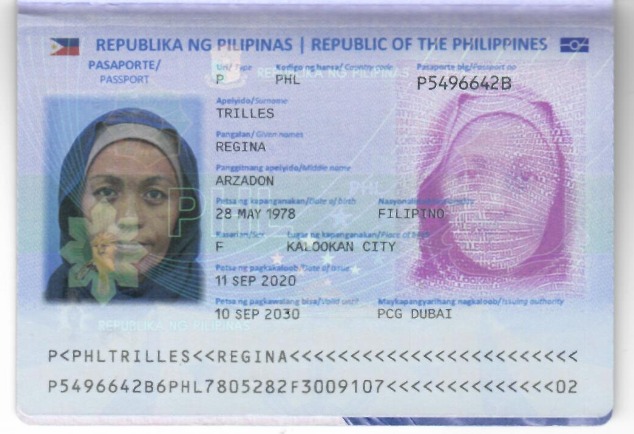 REPUBLIKA NG PILIPINAS | REPUBLIC OF THE PHILIPPINES
PASAPORTE/
PASSPORT
Uri/ Type
P
Kodigo ng bansa/ Country code
PHL
Pasaporte blg/Passport no
P5496642B
Apelyido/Surname
TRILLES
Pangalan/ Given names
REGINA
Panggitnang apelyido/Middle name
ARZADON
Petsa ng kapanganakan/Date of birth
28 MAY 1978
FILIPINO
Kasarian/Sex
F
Lugar ng kapanganakan/Place of birth
KALOOKAN CITY
Petsa ng pagkakaloob/Date of issue
11 SEP 2020
Petsa ng pagkawalang bisa/Valid until
10 SEP 2030
Maykapangyarihang nagkaloob/Issuing authority
PCG DUBAI
REPUBLIKA NG PILIPINAS
P<PHLTRILLES<<REGINA<<<<<<<<<<<<<<<<<<<<<<<<
P5496642B6PHL7805282F3009107<<<<<<<<<<<<<<02